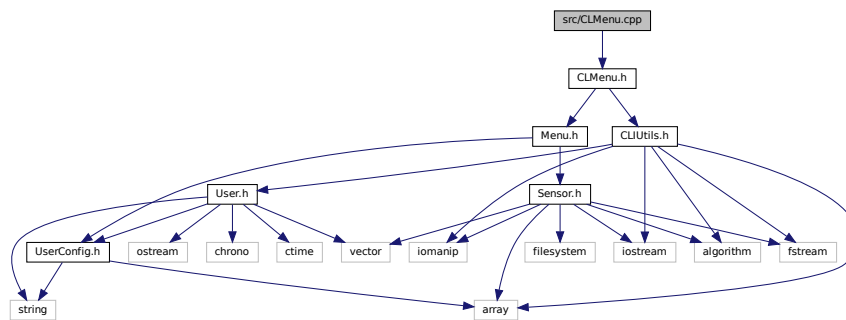 src/CLMenu.cpp
CLMenu.h
Menu.h
CLIUtils.h
User.h
Sensor.h
UserConfig.h
ostream
chrono
ctime
vector
iomanip
filesystem
iostream
algorithm
fstream
string
array